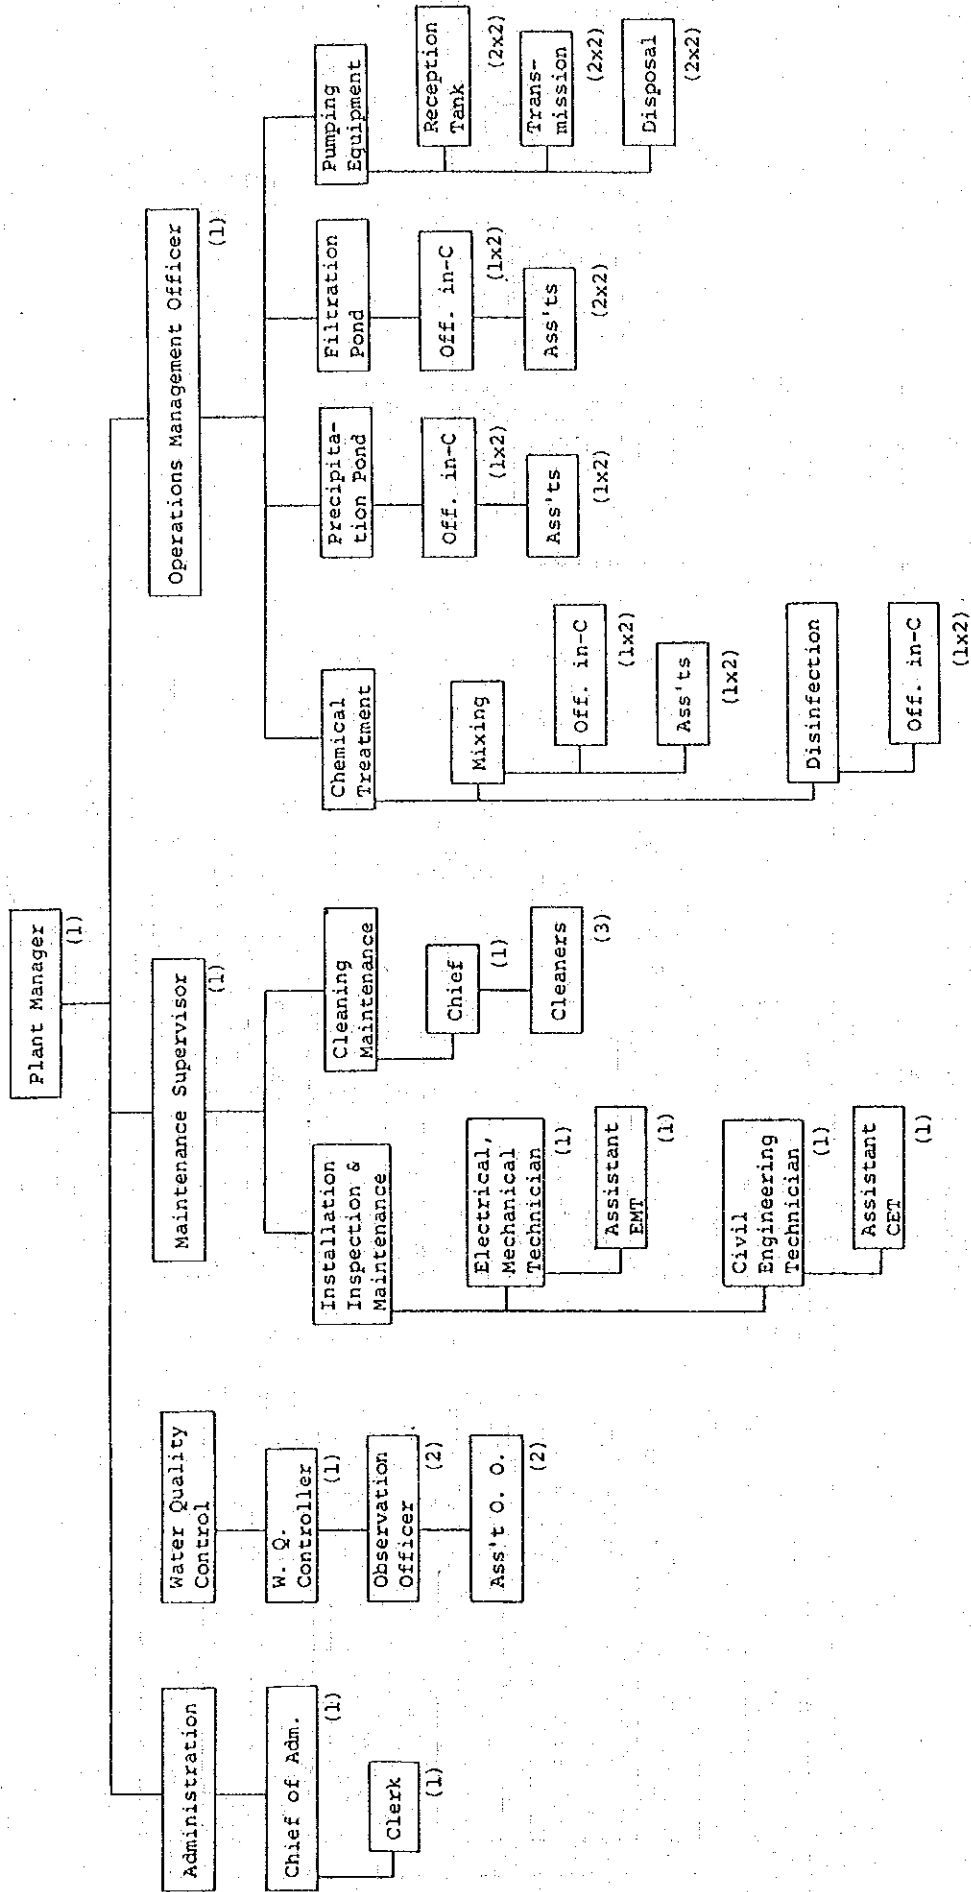 Plant Manager
(1)
Administration
Chief of Adm.
(1)
Clerk
(1)
Water Quality
Control
W. Q.
Controller
(1)
Observation
Officer
(2)
Ass't O. O.
(2)
Maintenance Supervisor
(1)
Installation
Inspection &
Maintenance
Electrical,
Mechanical
Technician
(1)
Assistant
EMT
(1)
Civil
Engineering
Technician
(1)
Assistant
CET
(1)
Cleaning
Maintenance
Chief
(1)
Cleaners
(3)
Operations Management Officer
(1)
Chemical
Treatment
Mixing
Off. in-C
(1x2)
Ass'ts
(1x2)
Disinfection
Off. in-C
(1x2)
Precipita-
tion Pond
Off. in-C
(1x2)
Ass'ts
(1x2)
Filtration
Pond
Off. in-C
(1x2)
Ass'ts
(2x2)
Pumping
Equipment
Reception
Tank
(2x2)
Trans-
mission
(2x2)
Disposal
(2x2)